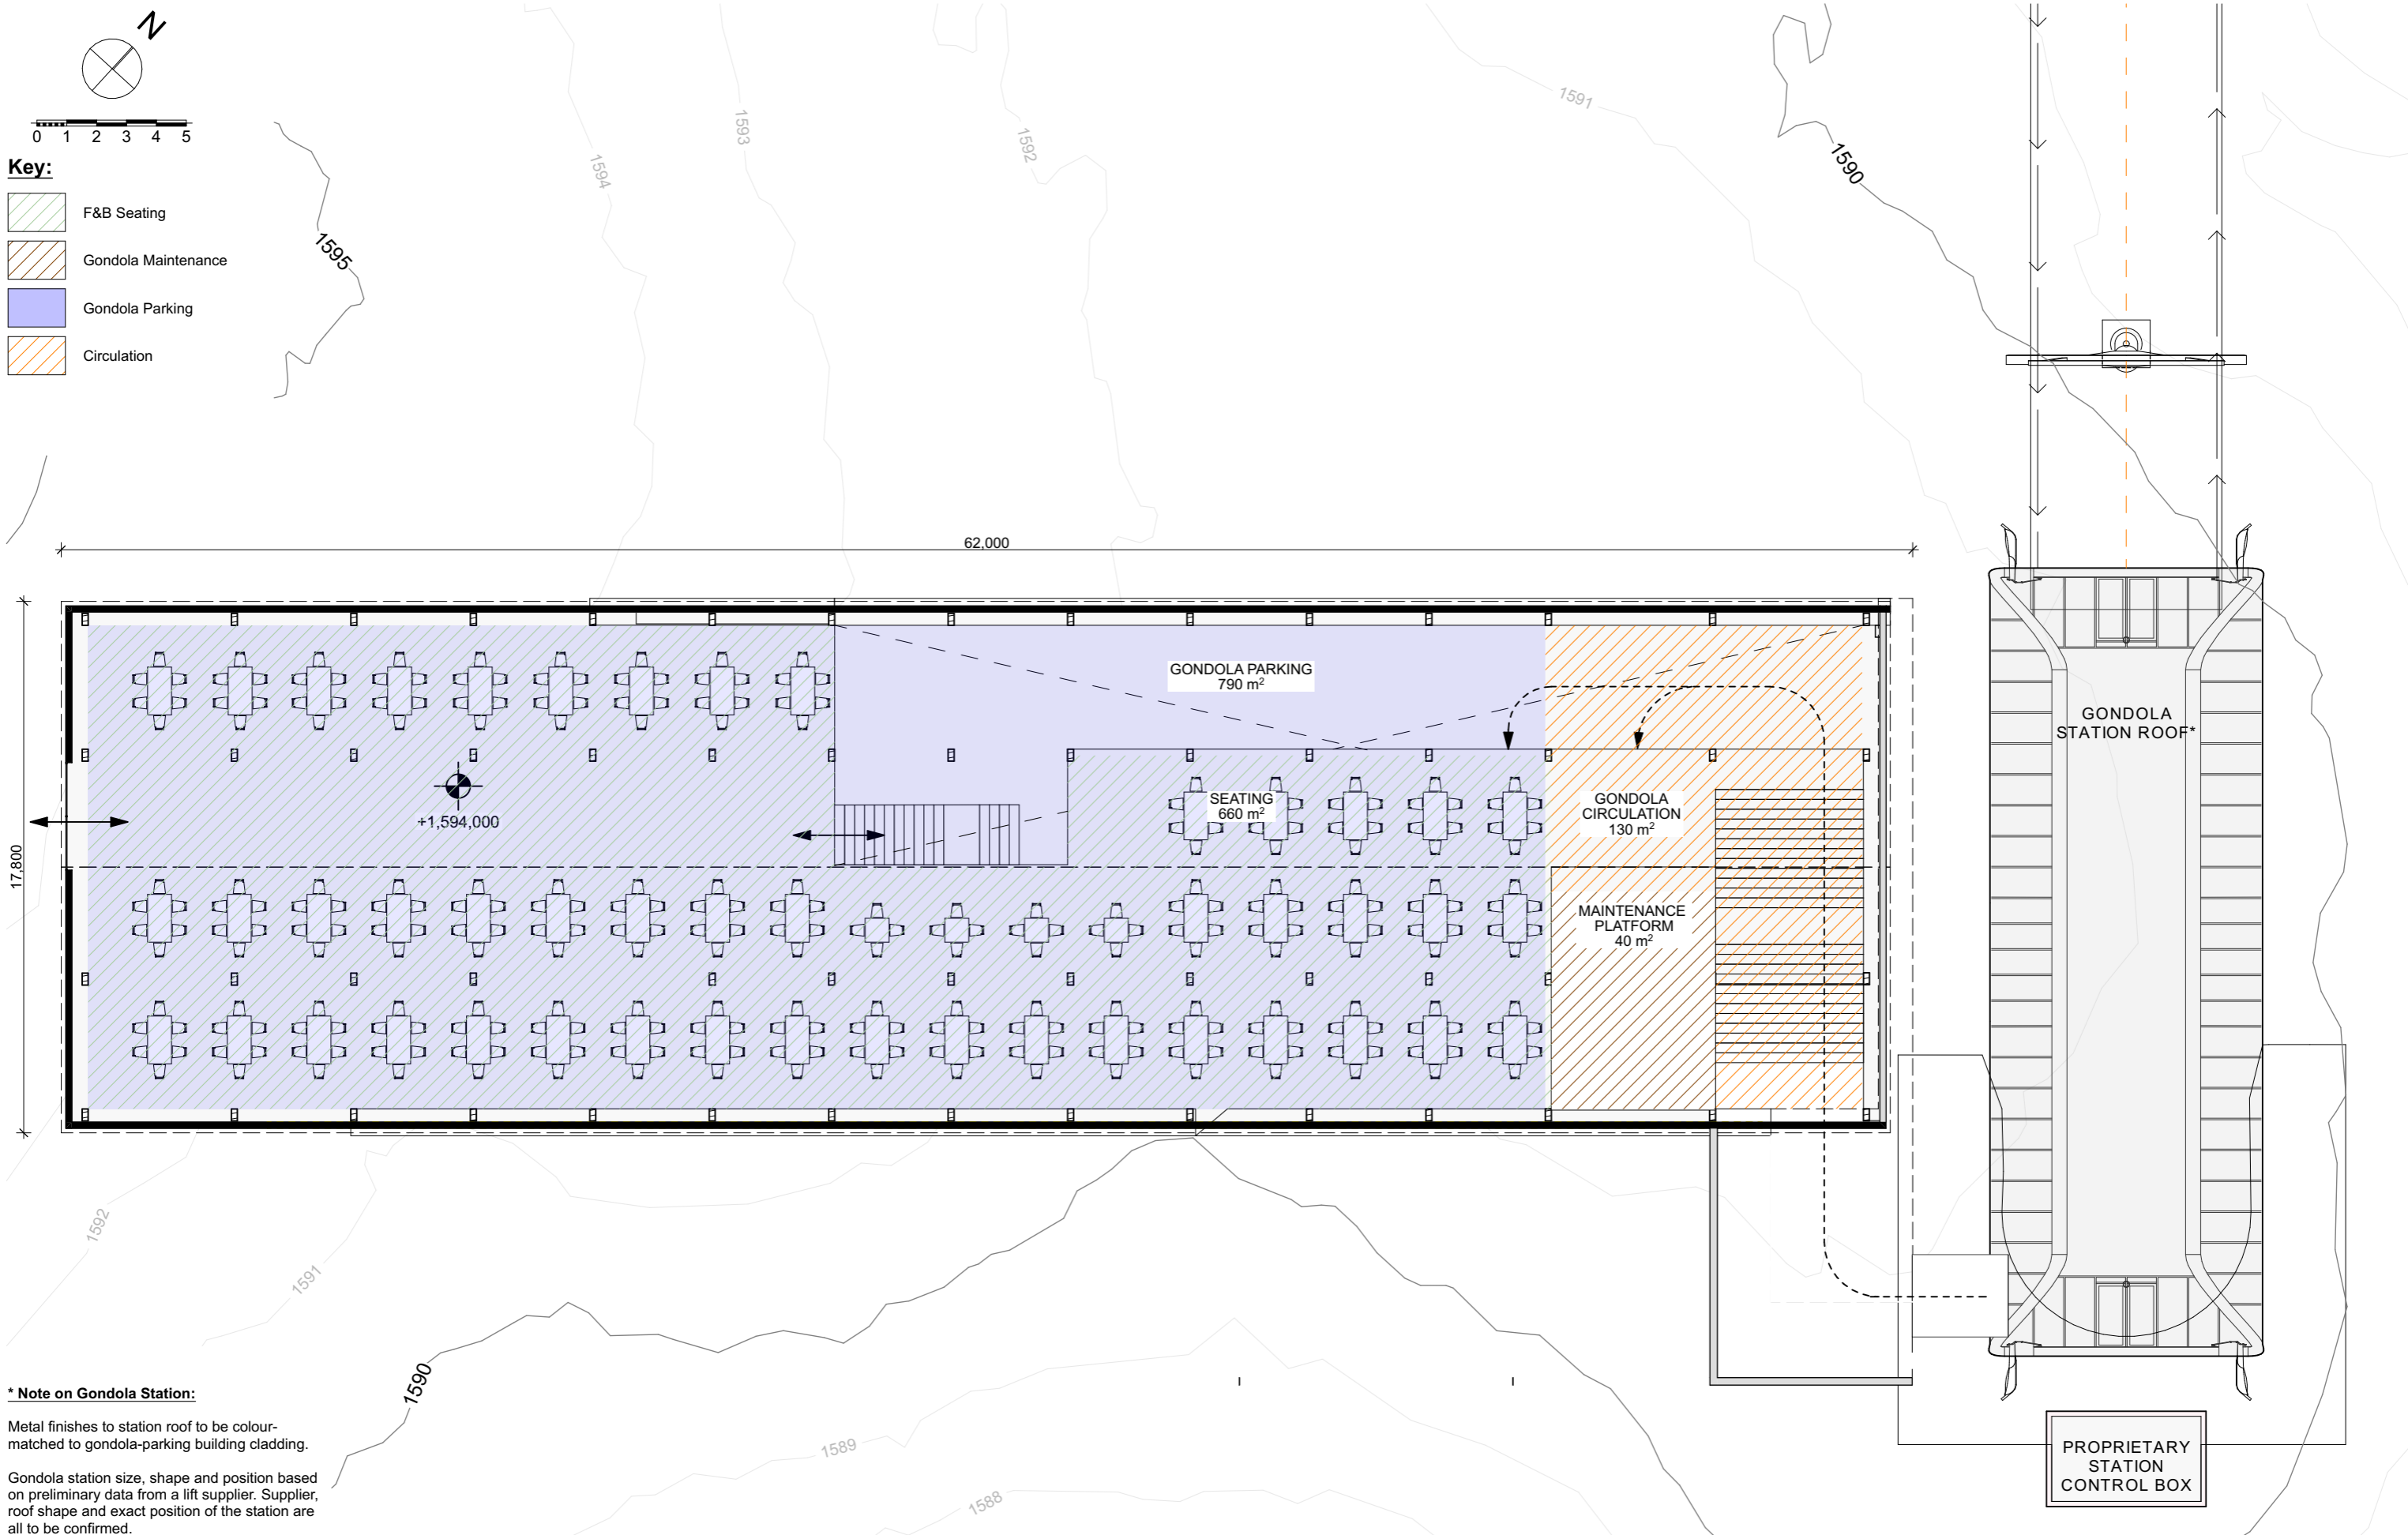 N
0 1 2 3 4 5
Key:
F&B Seating
Gondola Maintenance
Gondola Parking
Circulation
1595
1594
1593
1592
1591
1590
62,000
17,800
GONDOLA PARKING
790 m²
SEATING
660 m²
+1,594,000
GONDOLA
CIRCULATION
130 m²
MAINTENANCE
PLATFORM
40 m²
GONDOLA
STATION ROOF*
1592
1591
1590
1589
1588
PROPRIETARY
STATION
CONTROL BOX
* Note on Gondola Station:
Metal finishes to station roof to be colour-
matched to gondola-parking building cladding.
Gondola station size, shape and position based
on preliminary data from a lift supplier. Supplier,
roof shape and exact position of the station are
all to be confirmed.